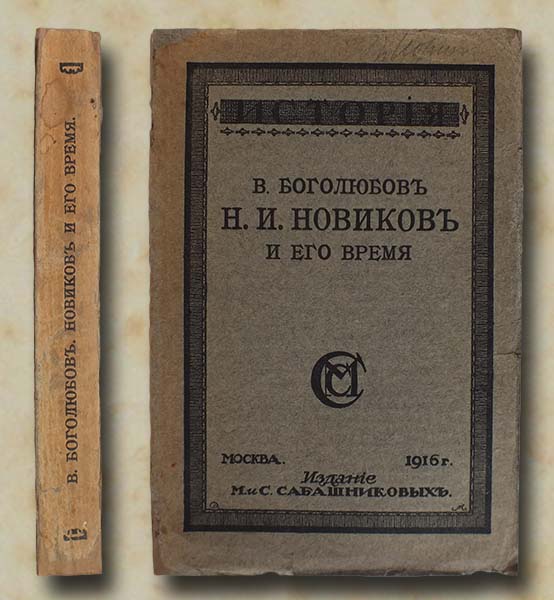 В. БОГОЛЮБОВЪ. НОВИКОВЪ И ЕГО ВРЕМЯ.
ИСТОРІЯ
В. БОГОЛЮБОВЪ
Н. И. НОВИКОВЪ
И ЕГО ВРЕМЯ
МОСКВА. 1916 г.
Изданіе
М. и С. САБАШНИКОВЫХЪ.